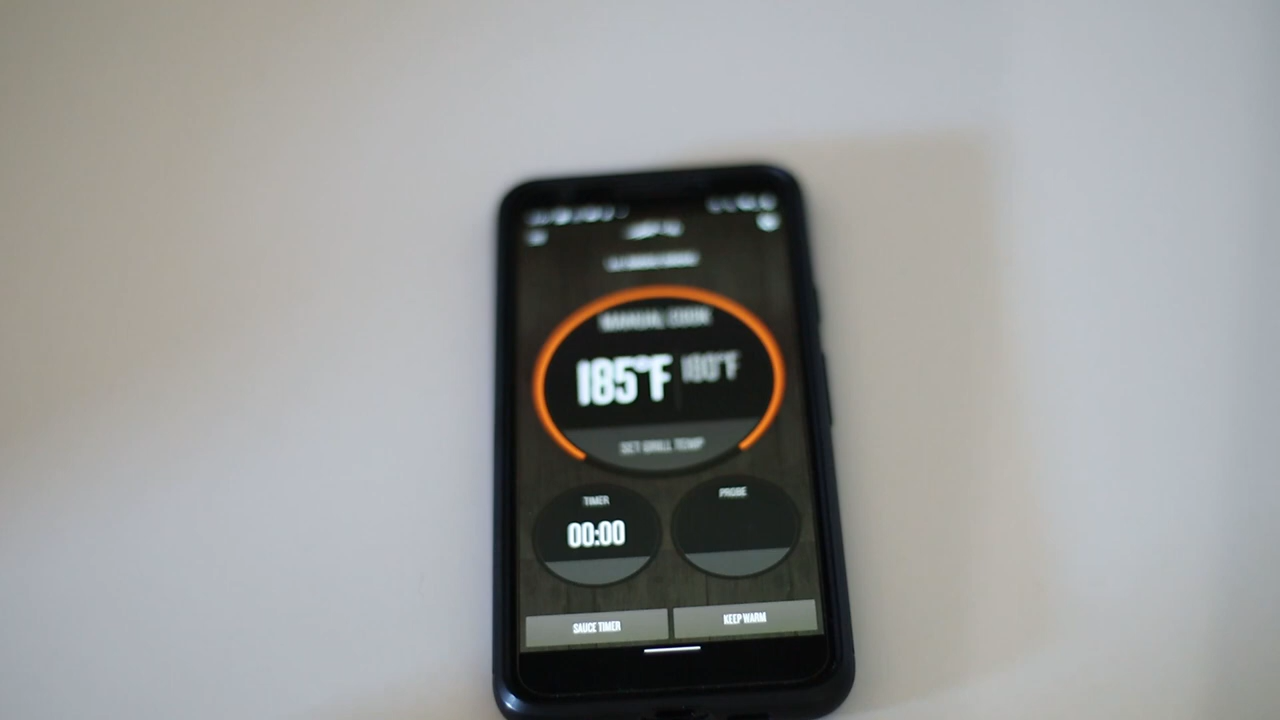 MANUAL COOK
185°F 180°F
SET GRILL TEMP
TIMER
PROBE
00:00
SAUCE TIMER
KEEP WARM